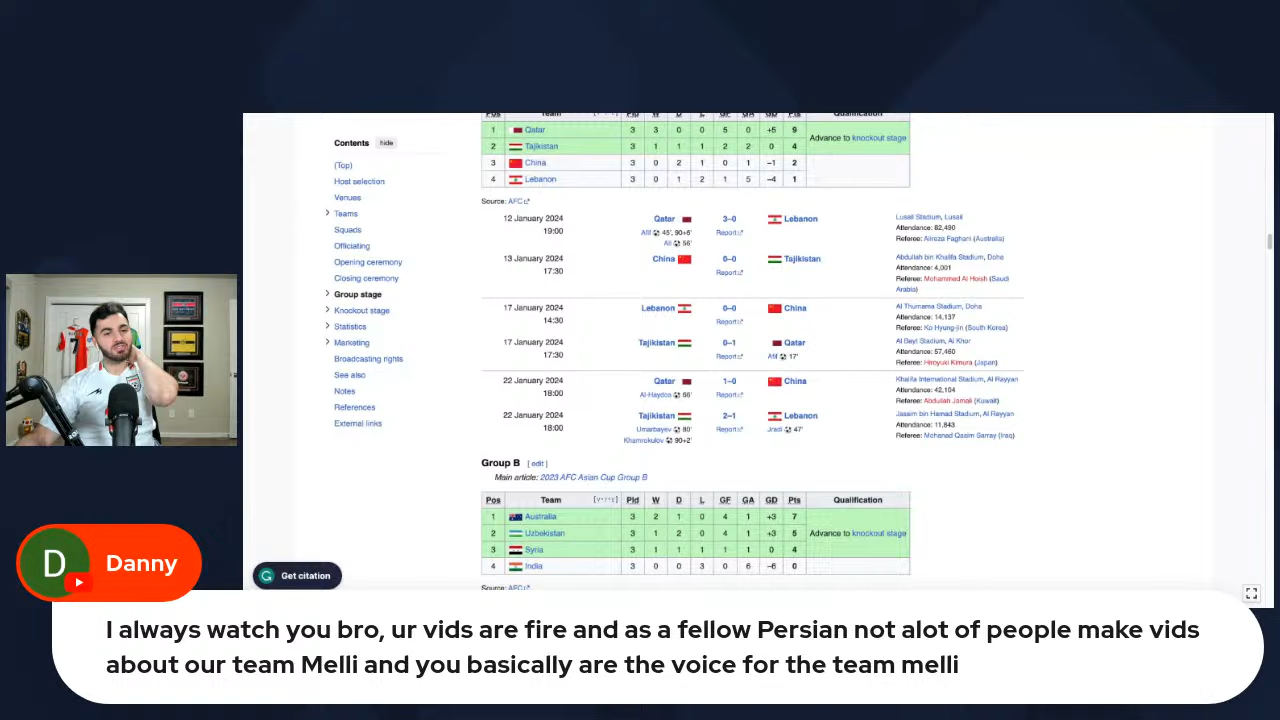 Pos Team Pld W D L GF GA GD Pts Qualification
1 Qatar 3 3 0 0 5 0 +5 9 Advance to knockout stage
2 Tajikistan 3 1 1 1 2 2 0 4
3 China 3 0 2 1 0 1 –1 2
4 Lebanon 3 0 1 2 1 5 –4 1
Source: AFC
Contents hide
(Top)
Host selection
Venues
Teams
Squads
Officiating
Opening ceremony
Closing ceremony
Group stage
Knockout stage
Statistics
Marketing
Broadcasting rights
See also
Notes
References
External links
12 January 2024 Qatar 3–0 Lebanon Lusail Stadium, Lusail
19:00 Afif 45', 90+6' Report Attendance: 82,490
Ali 56' Referee: Alireza Faghani (Australia)
13 January 2024 China 0–0 Tajikistan Abdullah bin Khalifa Stadium, Doha
17:30 Report Attendance: 4,001
Referee: Mohammed Al Hoish (Saudi
Arabia)
17 January 2024 Lebanon 0–0 China Al Thumama Stadium, Doha
14:30 Report Attendance: 14,137
Referee: Ko Hyung-jin (South Korea)
17 January 2024 Tajikistan 0–1 Qatar Al Bayt Stadium, Al Khor
17:30 Report Afif 17' Attendance: 57,460
Referee: Hiroyuki Kimura (Japan)
22 January 2024 Qatar 1–0 China Khalifa International Stadium, Al Rayyan
18:00 Al-Haydos 66' Report Attendance: 42,104
Referee: Abdullah Jamali (Kuwait)
22 January 2024 Tajikistan 2–1 Lebanon Jassim bin Hamad Stadium, Al Rayyan
18:00 Umarbayev 80' Report Jradi 47' Attendance: 11,843
Khamrokulov 90+2' Referee: Mohanad Qasim Sarray (Iraq)
Group B [ edit ]
Main article: 2023 AFC Asian Cup Group B
Pos Team [v·t·e] Pld W D L GF GA GD Pts Qualification
1 Australia 3 2 1 0 4 1 +3 7
2 Uzbekistan 3 1 2 0 4 1 +3 5 Advance to knockout stage
3 Syria 3 1 1 1 1 1 0 4
4 India 3 0 0 3 0 6 –6 0
Source: AFC
Get citation
D Danny
I always watch you bro, ur vids are fire and as a fellow Persian not alot of people make vids
about our team Melli and you basically are the voice for the team melli